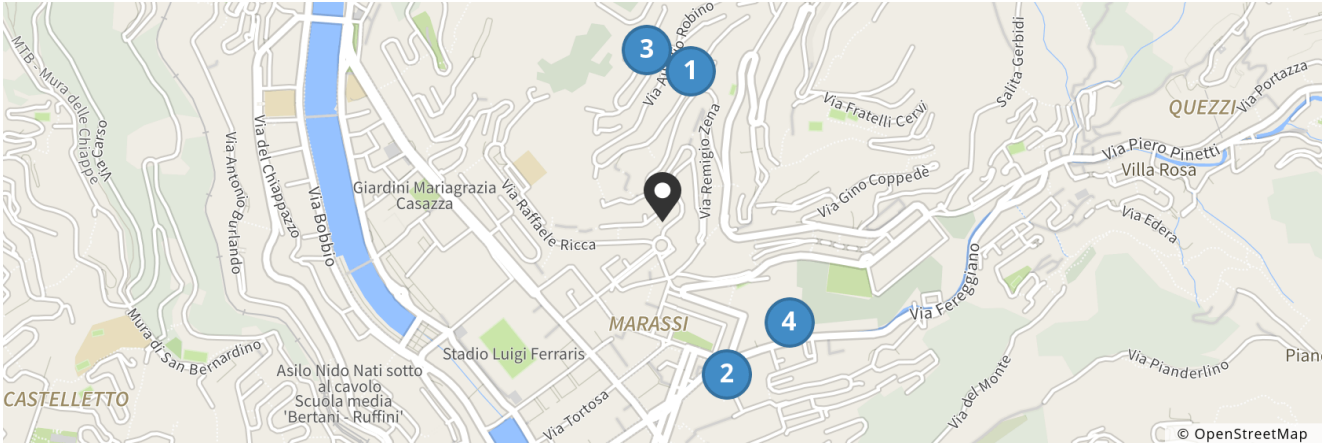 MTB - Mura delle Chiappe
Via Carso
Via Antonio Burlando
Via del Chiappazzo
Via Bobbio
Mura di San Bernardino
CASTELLETTO
Giardini Mariagrazia
Casazza
Via Raffaele Ricca
3
1
Robino
Via Remigio Zena
Via Fratelli Cervi
Salita Gerbidi
QUEZZI
Via Portazza
Via Piero Pinetti
Villa Rosa
Via Gino Coppedè
Via Edera
Via Fereggiano
MARASSI
4
2
Stadio Luigi Ferraris
Asilo Nido Nati sotto
al cavolo
Scuola media
'Bertani - Ruffini'
Via Tortosa
Via del Monte
Via Pianderlino
© OpenStreetMap